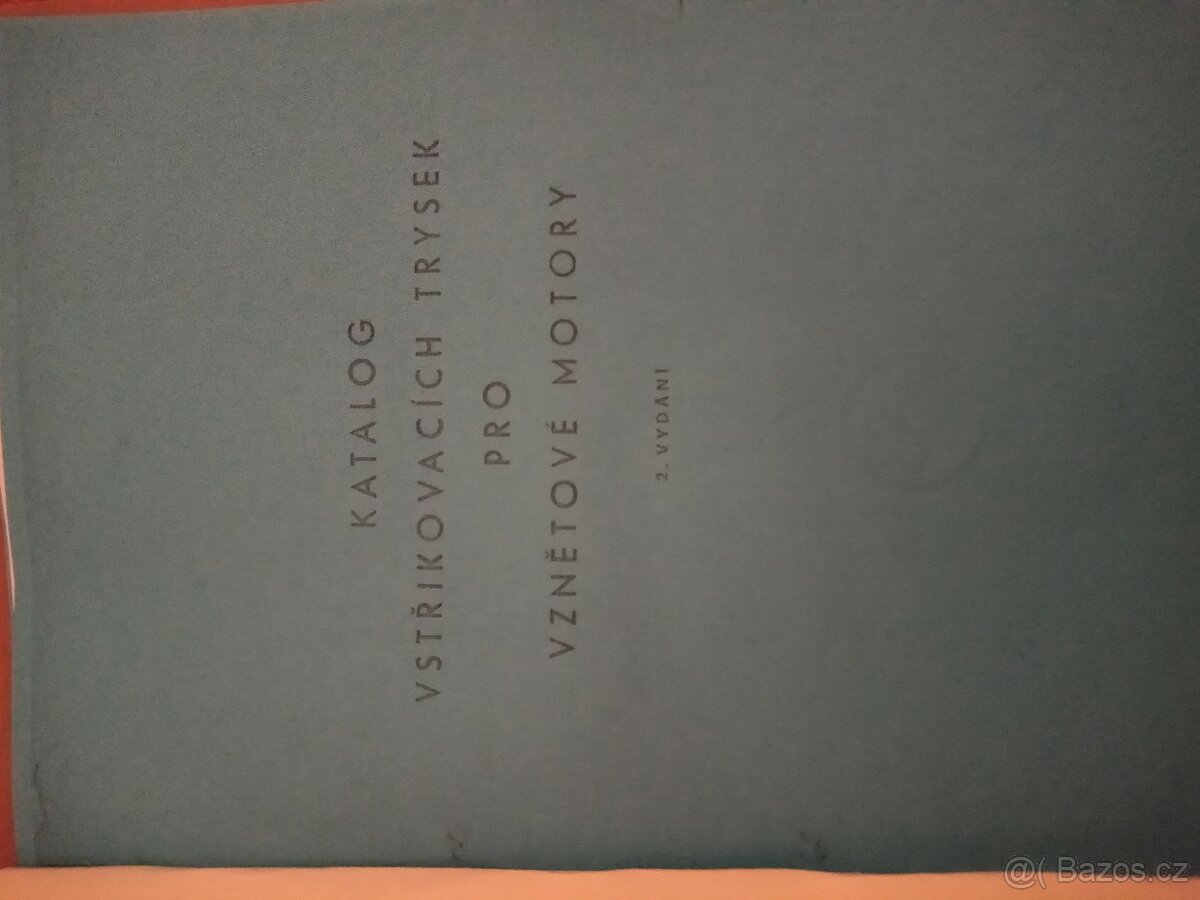 KATALOG
VSTŘIKOVACÍCH TRYSEK
PRO
VZNĚTOVÉ MOTORY
2. VYDÁNÍ
@( Bazos.cz